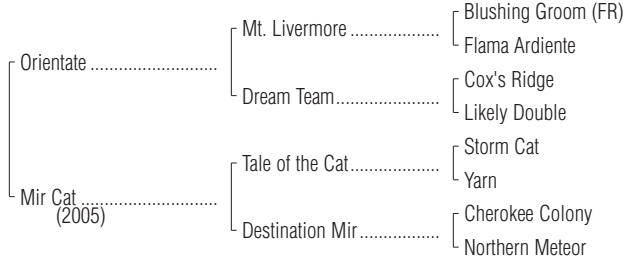 Blushing Groom (FR)
Mt. Livermore ....................
Flama Ardiente
Orientate ............................
Cox's Ridge
Dream Team.......................
Likely Double
Storm Cat
Tale of the Cat....................
Yarn
Mir Cat ..............................
(2005)
Cherokee Colony
Destination Mir..................
Northern Meteor